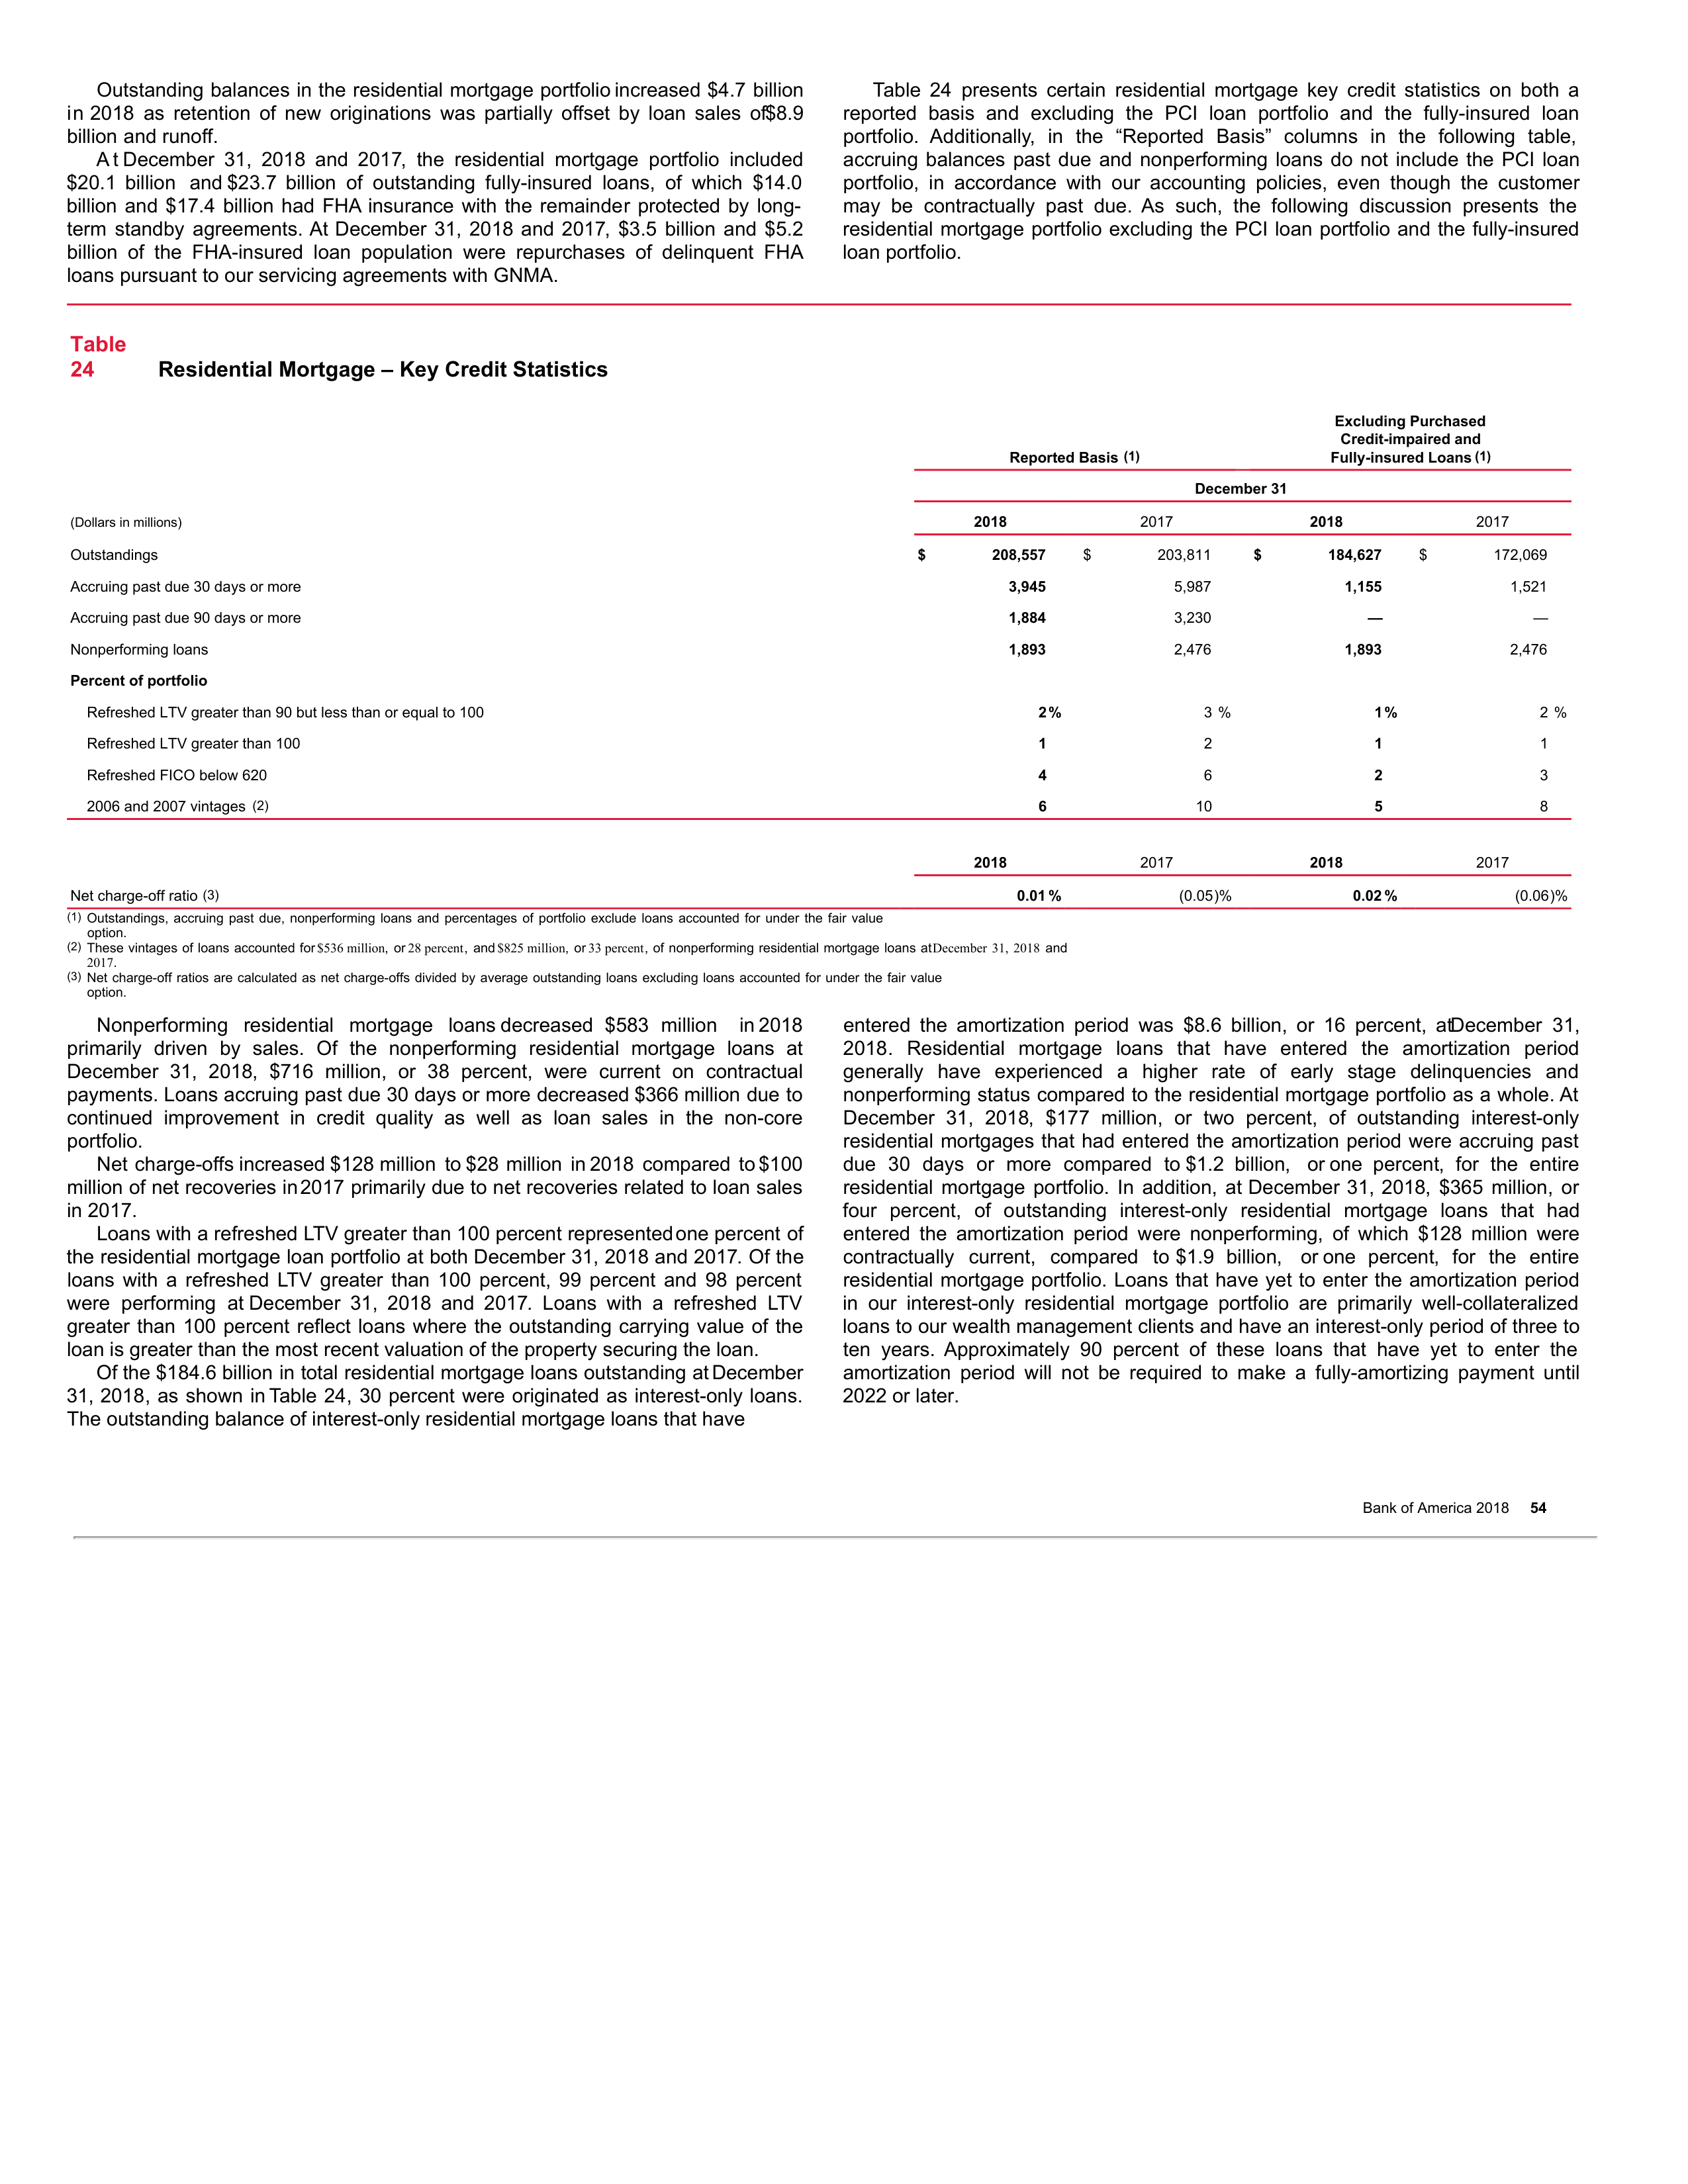 Outstanding balances in the residential mortgage portfolio increased $4.7 billion
in 2018 as retention of new originations was partially offset by loan sales of$8.9
billion and runoff.
At December 31, 2018 and 2017, the residential mortgage portfolio included
$20.1 billion and $23.7 billion of outstanding fully-insured loans, of which $14.0
billion and $17.4 billion had FHA insurance with the remainder protected by long-
term standby agreements. At December 31, 2018 and 2017, $3.5 billion and $5.2
billion of the FHA-insured loan population were repurchases of delinquent FHA
loans pursuant to our servicing agreements with GNMA.
Table 24 presents certain residential mortgage key credit statistics on both a
reported basis and excluding the PCI loan portfolio and the fully-insured loan
portfolio. Additionally, in the “Reported Basis” columns in the following table,
accruing balances past due and nonperforming loans do not include the PCI loan
portfolio, in accordance with our accounting policies, even though the customer
may be contractually past due. As such, the following discussion presents the
residential mortgage portfolio excluding the PCI loan portfolio and the fully-insured
loan portfolio.
Table
24 Residential Mortgage – Key Credit Statistics
Excluding Purchased
Credit-impaired and
Reported Basis (1) Fully-insured Loans (1)
December 31
(Dollars in millions) 2018 2017 2018 2017
Outstandings $ 208,557 $ 203,811 $ 184,627 $ 172,069
Accruing past due 30 days or more 3,945 5,987 1,155 1,521
Accruing past due 90 days or more 1,884 3,230 — —
Nonperforming loans 1,893 2,476 1,893 2,476
Percent of portfolio
Refreshed LTV greater than 90 but less than or equal to 100 2% 3 % 1% 2 %
Refreshed LTV greater than 100 1 2 1 1
Refreshed FICO below 620 4 6 2 3
2006 and 2007 vintages (2) 6 10 5 8
2018 2017 2018 2017
Net charge-off ratio (3) 0.01 % (0.05)% 0.02 % (0.06)%
(1) Outstandings, accruing past due, nonperforming loans and percentages of portfolio exclude loans accounted for under the fair value
option.
(2) These vintages of loans accounted for $536 million, or 28 percent, and $825 million, or 33 percent, of nonperforming residential mortgage loans at December 31, 2018 and
2017.
(3) Net charge-off ratios are calculated as net charge-offs divided by average outstanding loans excluding loans accounted for under the fair value
option.
Nonperforming residential mortgage loans decreased $583 million in 2018
primarily driven by sales. Of the nonperforming residential mortgage loans at
December 31, 2018, $716 million, or 38 percent, were current on contractual
payments. Loans accruing past due 30 days or more decreased $366 million due to
continued improvement in credit quality as well as loan sales in the non-core
portfolio.
Net charge-offs increased $128 million to $28 million in 2018 compared to $100
million of net recoveries in 2017 primarily due to net recoveries related to loan sales
in 2017.
Loans with a refreshed LTV greater than 100 percent represented one percent of
the residential mortgage loan portfolio at both December 31, 2018 and 2017. Of the
loans with a refreshed LTV greater than 100 percent, 99 percent and 98 percent
were performing at December 31, 2018 and 2017. Loans with a refreshed LTV
greater than 100 percent reflect loans where the outstanding carrying value of the
loan is greater than the most recent valuation of the property securing the loan.
Of the $184.6 billion in total residential mortgage loans outstanding at December
31, 2018, as shown in Table 24, 30 percent were originated as interest-only loans.
The outstanding balance of interest-only residential mortgage loans that have
entered the amortization period was $8.6 billion, or 16 percent, at December 31,
2018. Residential mortgage loans that have entered the amortization period
generally have experienced a higher rate of early stage delinquencies and
nonperforming status compared to the residential mortgage portfolio as a whole. At
December 31, 2018, $177 million, or two percent, of outstanding interest-only
residential mortgages that had entered the amortization period were accruing past
due 30 days or more compared to $1.2 billion, or one percent, for the entire
residential mortgage portfolio. In addition, at December 31, 2018, $365 million, or
four percent, of outstanding interest-only residential mortgage loans that had
entered the amortization period were nonperforming, of which $128 million were
contractually current, compared to $1.9 billion, or one percent, for the entire
residential mortgage portfolio. Loans that have yet to enter the amortization period
in our interest-only residential mortgage portfolio are primarily well-collateralized
loans to our wealth management clients and have an interest-only period of three to
ten years. Approximately 90 percent of these loans that have yet to enter the
amortization period will not be required to make a fully-amortizing payment until
2022 or later.
Bank of America 2018 54